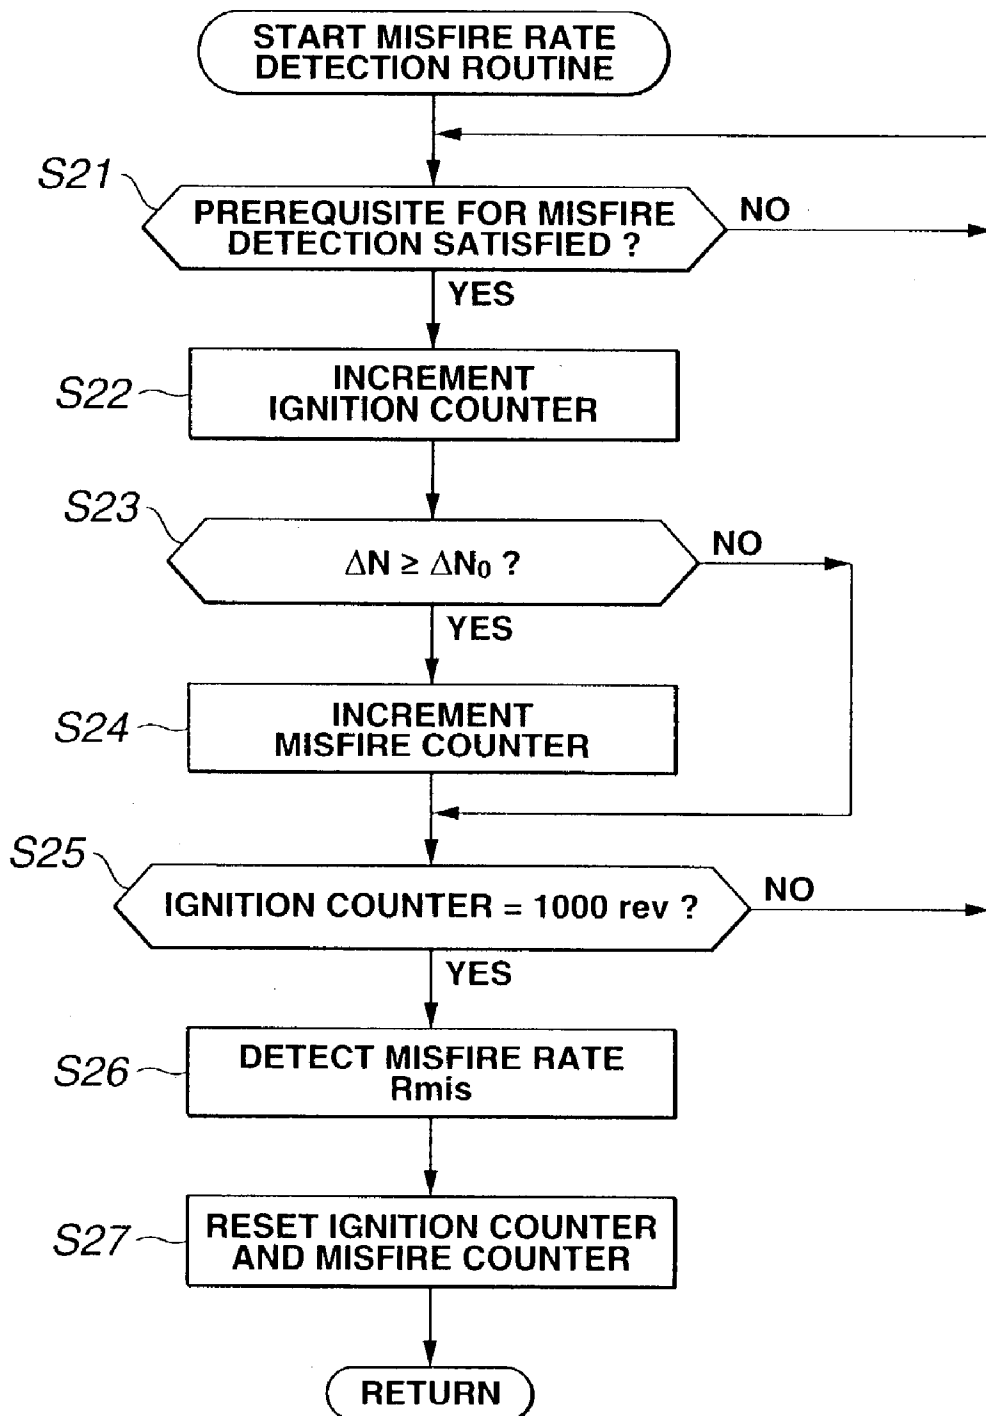 START MISFIRE RATE
DETECTION ROUTINE
S21
PREREQUISITE FOR MISFIRE
DETECTION SATISFIED ?
NO
YES
S22
INCREMENT
IGNITION COUNTER
S23
ΔN ≥ ΔN₀ ?
NO
YES
S24
INCREMENT
MISFIRE COUNTER
S25
IGNITION COUNTER = 1000 rev ?
NO
YES
S26
DETECT MISFIRE RATE
Rmis
S27
RESET IGNITION COUNTER
AND MISFIRE COUNTER
RETURN